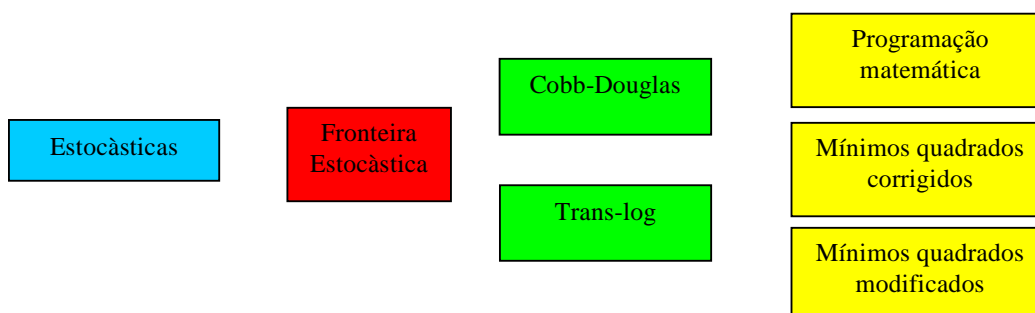 Estocàsticas
Fronteira
Estocàstica
Cobb-Douglas
Trans-log
Programação
matemática
Mínimos quadrados
corrigidos
Mínimos quadrados
modificados